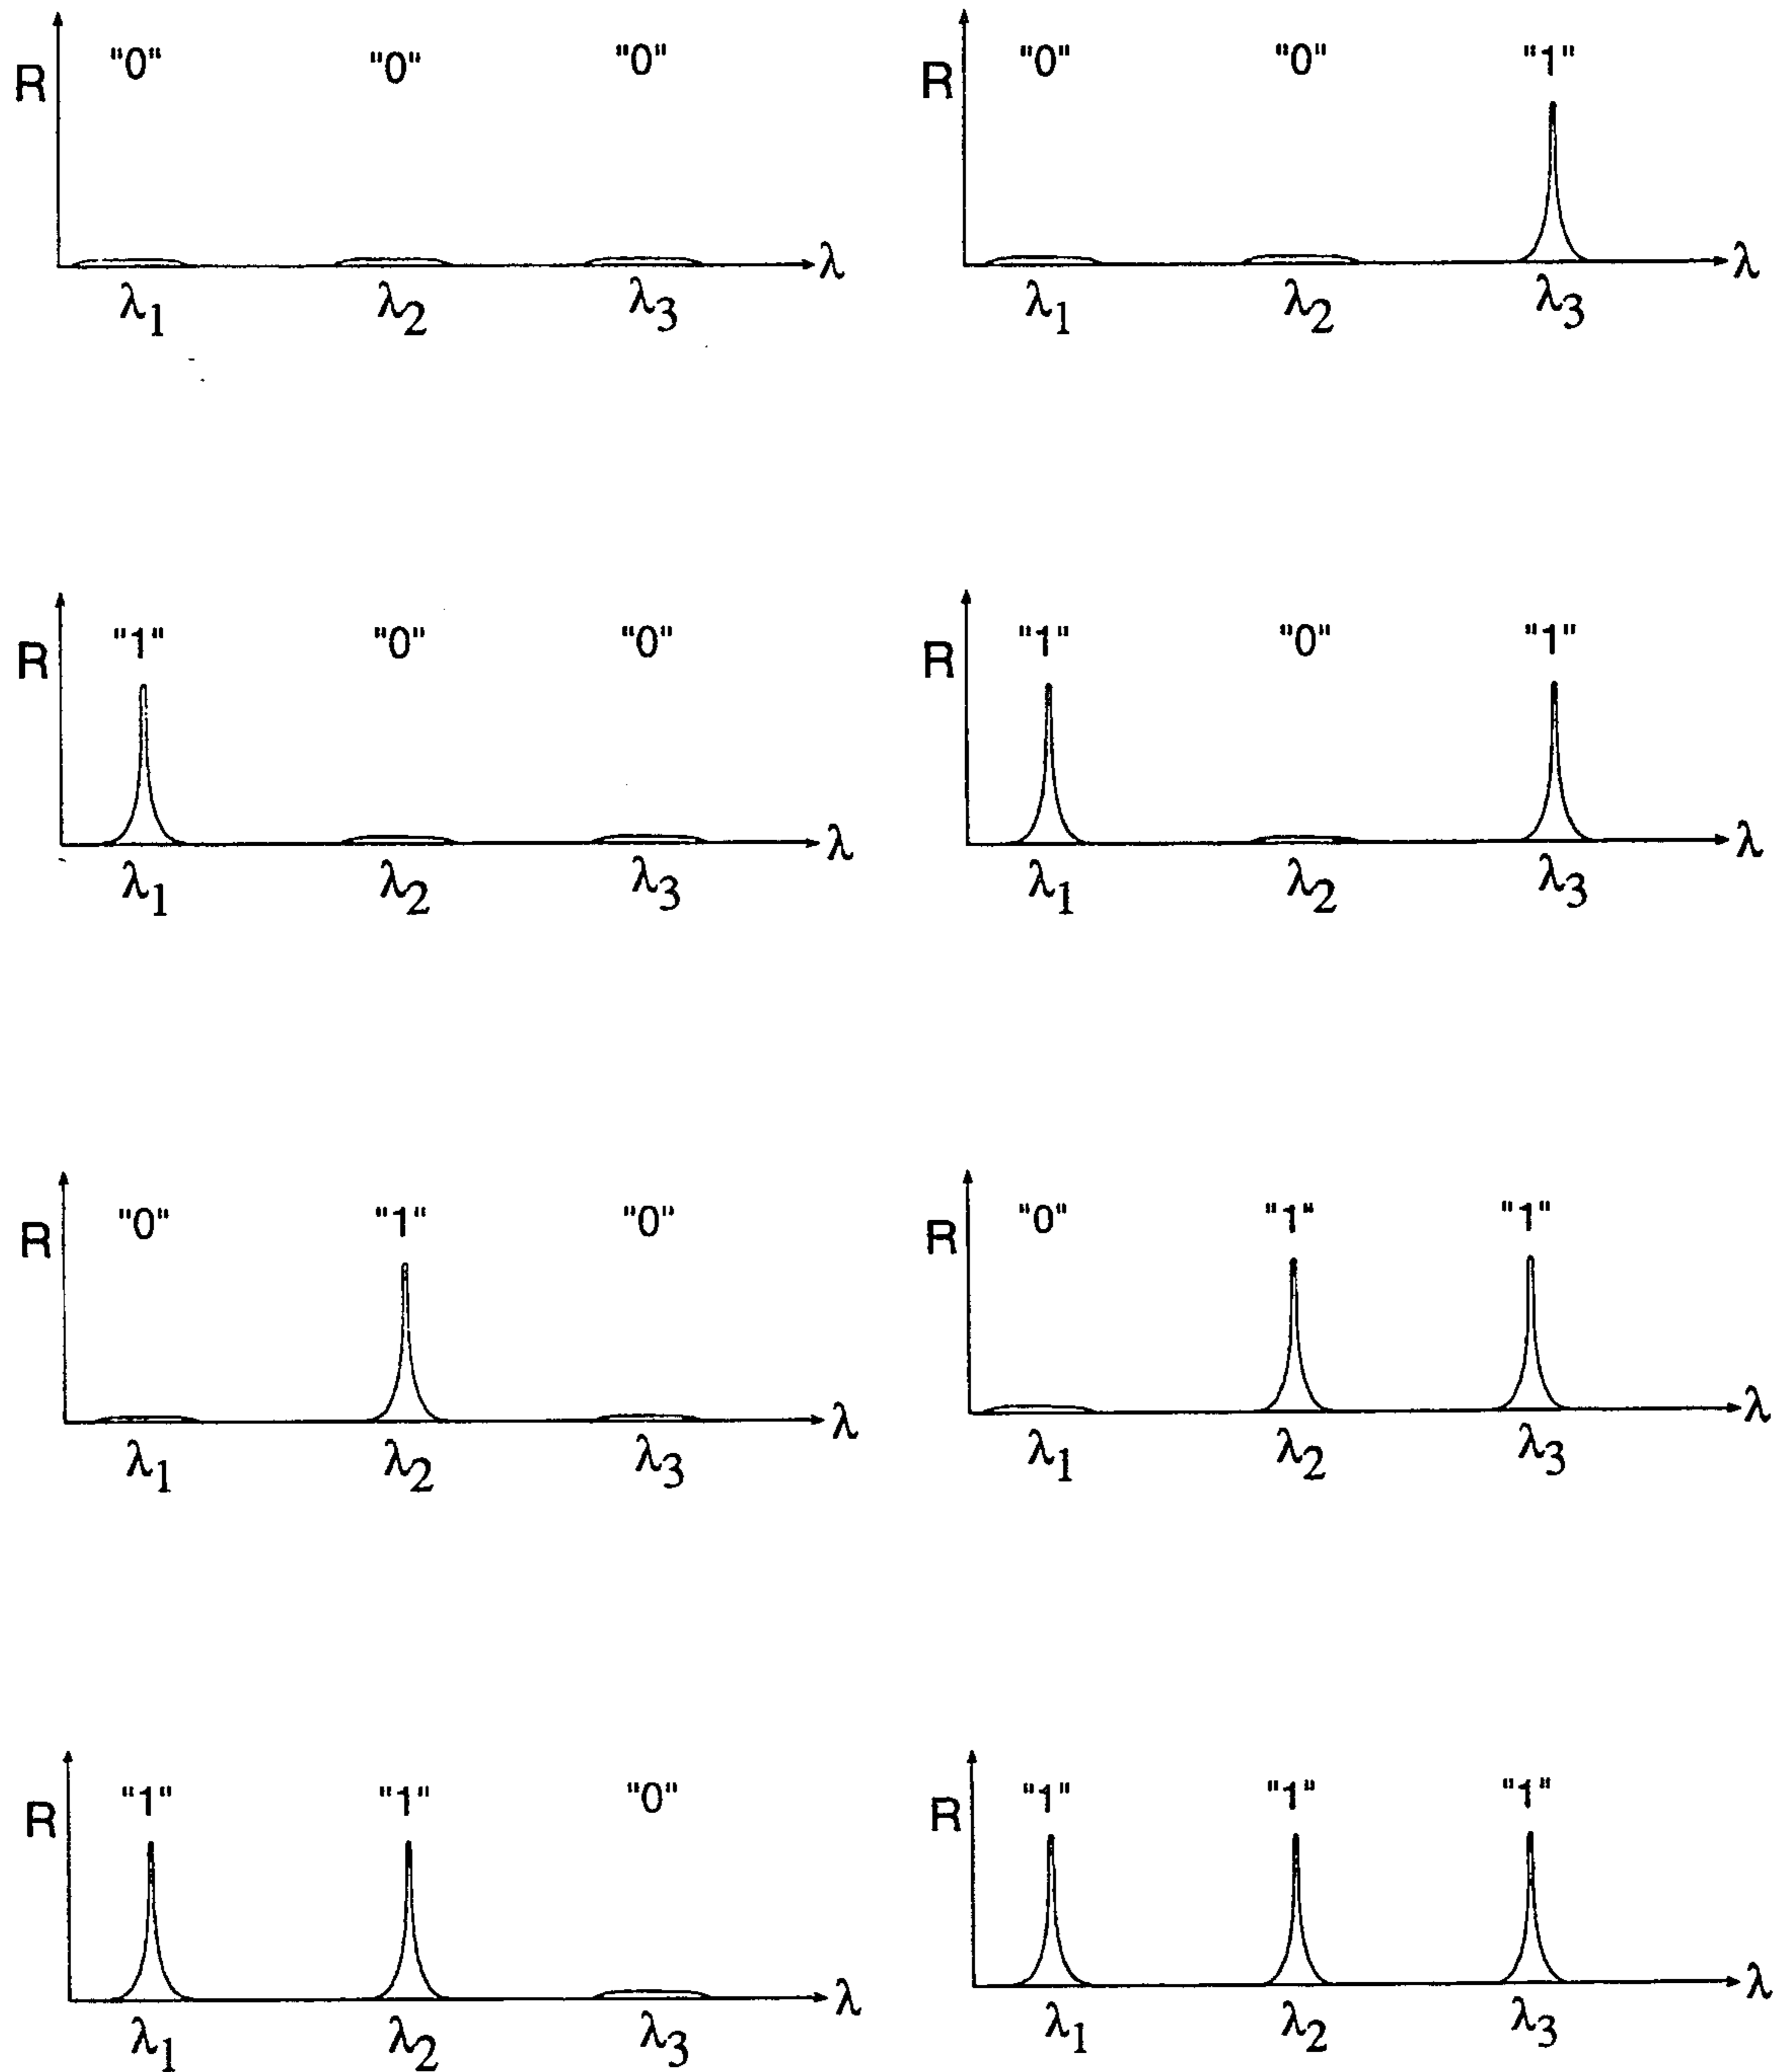 R "0" "0" "0"
λ
λ1 λ2 λ3
R "0" "0" "1"
λ
λ1 λ2 λ3
R "1" "0" "0"
λ
λ1 λ2 λ3
R "1" "0" "1"
λ
λ1 λ2 λ3
R "0" "1" "0"
λ
λ1 λ2 λ3
R "0" "1" "1"
λ
λ1 λ2 λ3
R "1" "1" "0"
λ
λ1 λ2 λ3
R "1" "1" "1"
λ
λ1 λ2 λ3